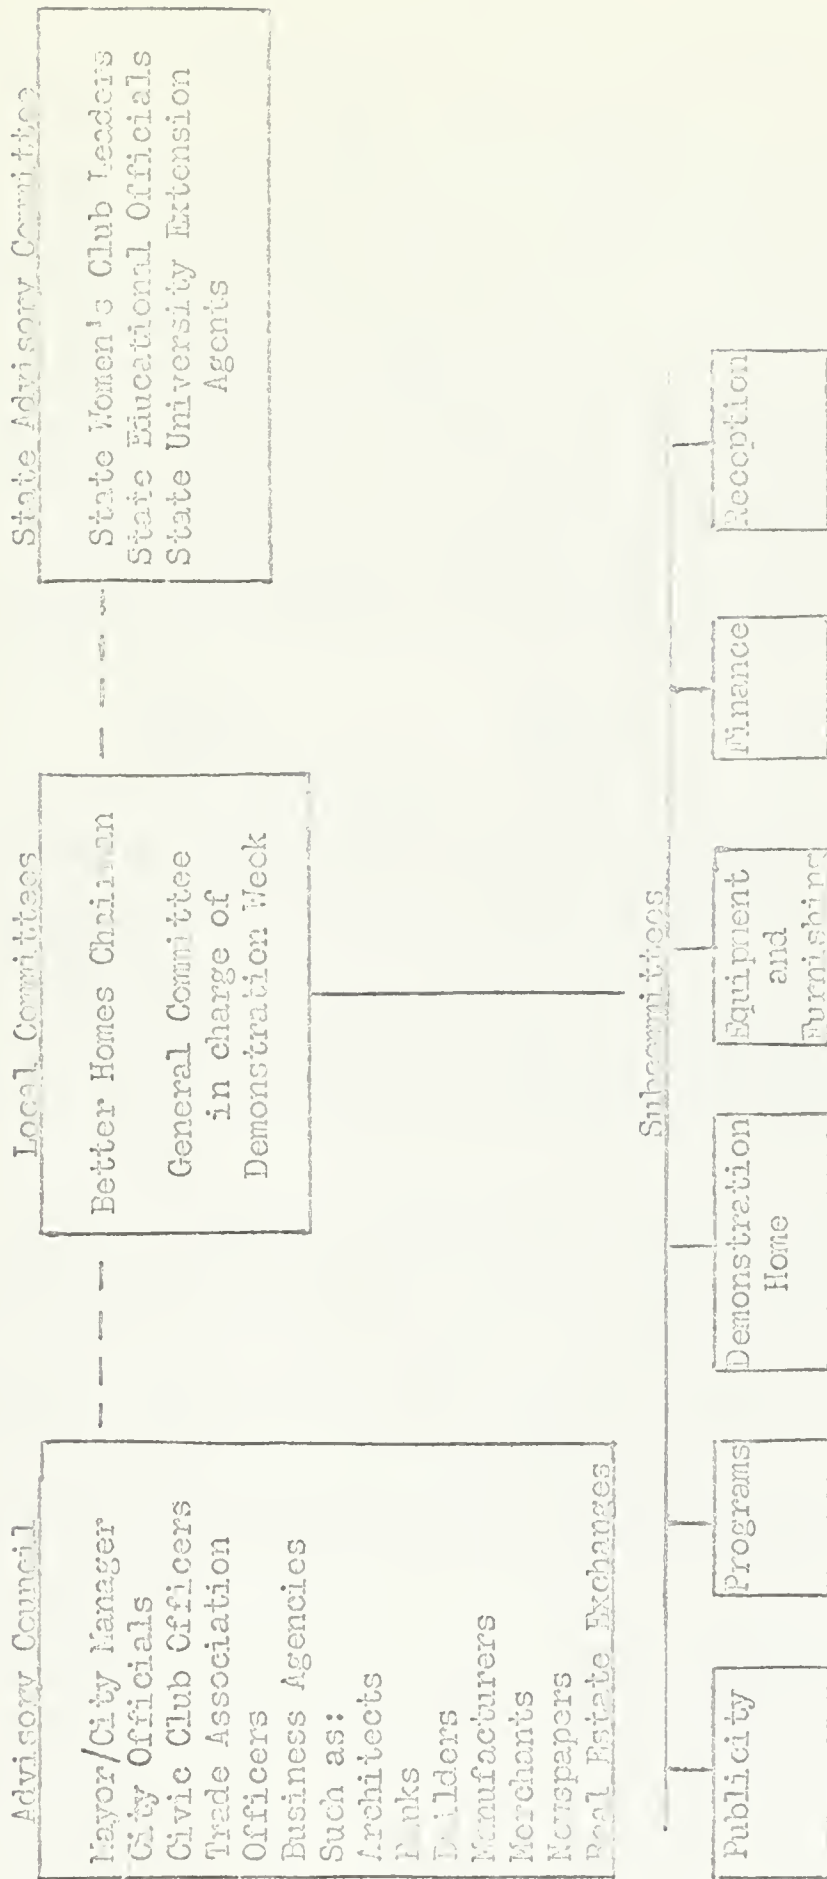 Advisory Council
Mayor/City Manager
City Officials
Civic Club Officers
Trade Association
Officers
Business Agencies
Such as:
Architects
Banks
Builders
Manufacturers
Merchants
Newspapers
Real Estate Exchanges
Local Committees
Better Homes Chairman
General Committee
in charge of
Demonstration Week
State Advisory Committee
State Women's Club Leaders
State Educational Officials
State University Extension
Agents
Subcommittees
Publicity
Programs
Demonstration
Home
Equipment
and
Furnishing
Finance
Reception